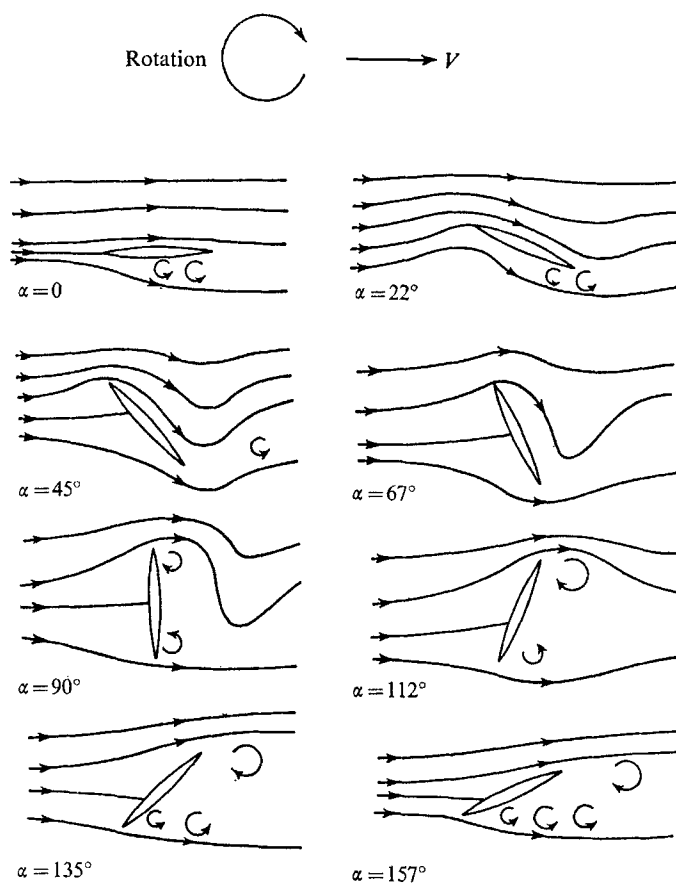 Rotation V
α = 0
α = 22°
α = 45°
α = 67°
α = 90°
α = 112°
α = 135°
α = 157°